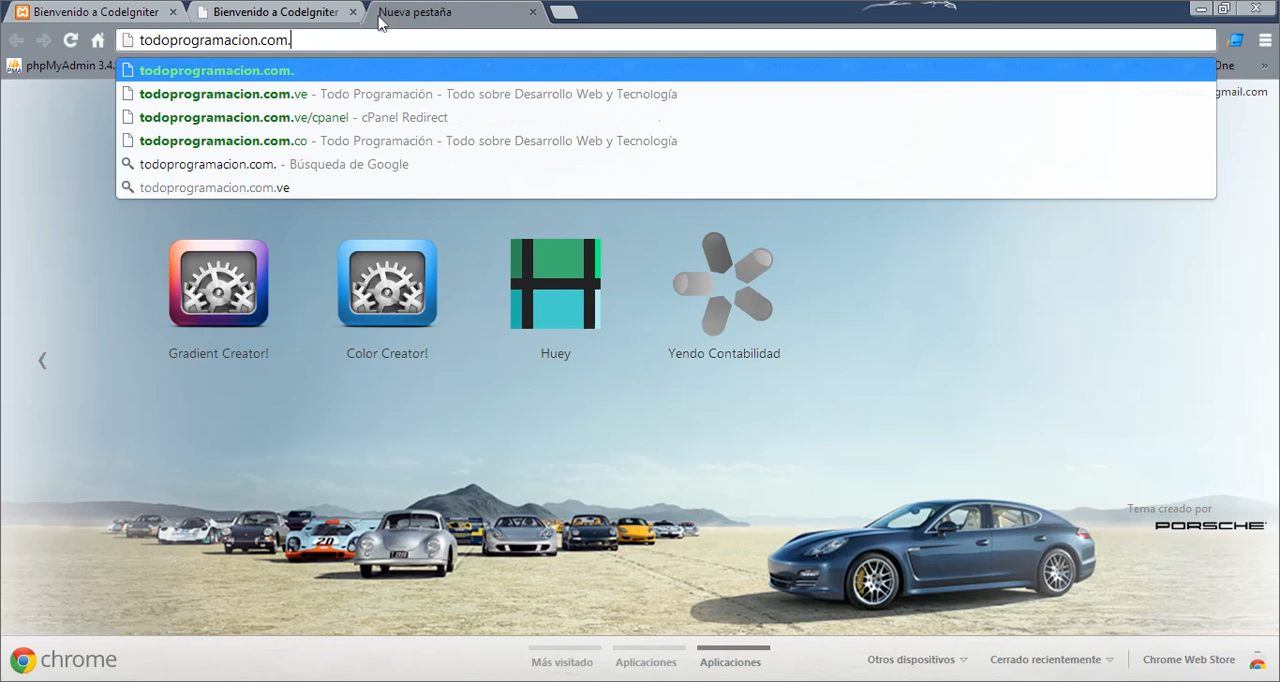 Bienvenido a CodeIgniter
Bienvenido a CodeIgniter
Nueva pestaña
todoprogramacion.com.
phpMyAdmin 3.4.
One
todoprogramacion.com.
todoprogramacion.com.ve - Todo Programación - Todo sobre Desarrollo Web y Tecnología
todoprogramacion.com.ve/cpanel - cPanel Redirect
todoprogramacion.com.co - Todo Programación - Todo sobre Desarrollo Web y Tecnología
todoprogramacion.com. - Búsqueda de Google
todoprogramacion.com.ve
gmail.com
Gradient Creator!
Color Creator!
Huey
Yendo Contabilidad
20
Tema creado por
PORSCHE
chrome
Más visitado
Aplicaciones
Aplicaciones
Otros dispositivos
Cerrado recientemente
Chrome Web Store